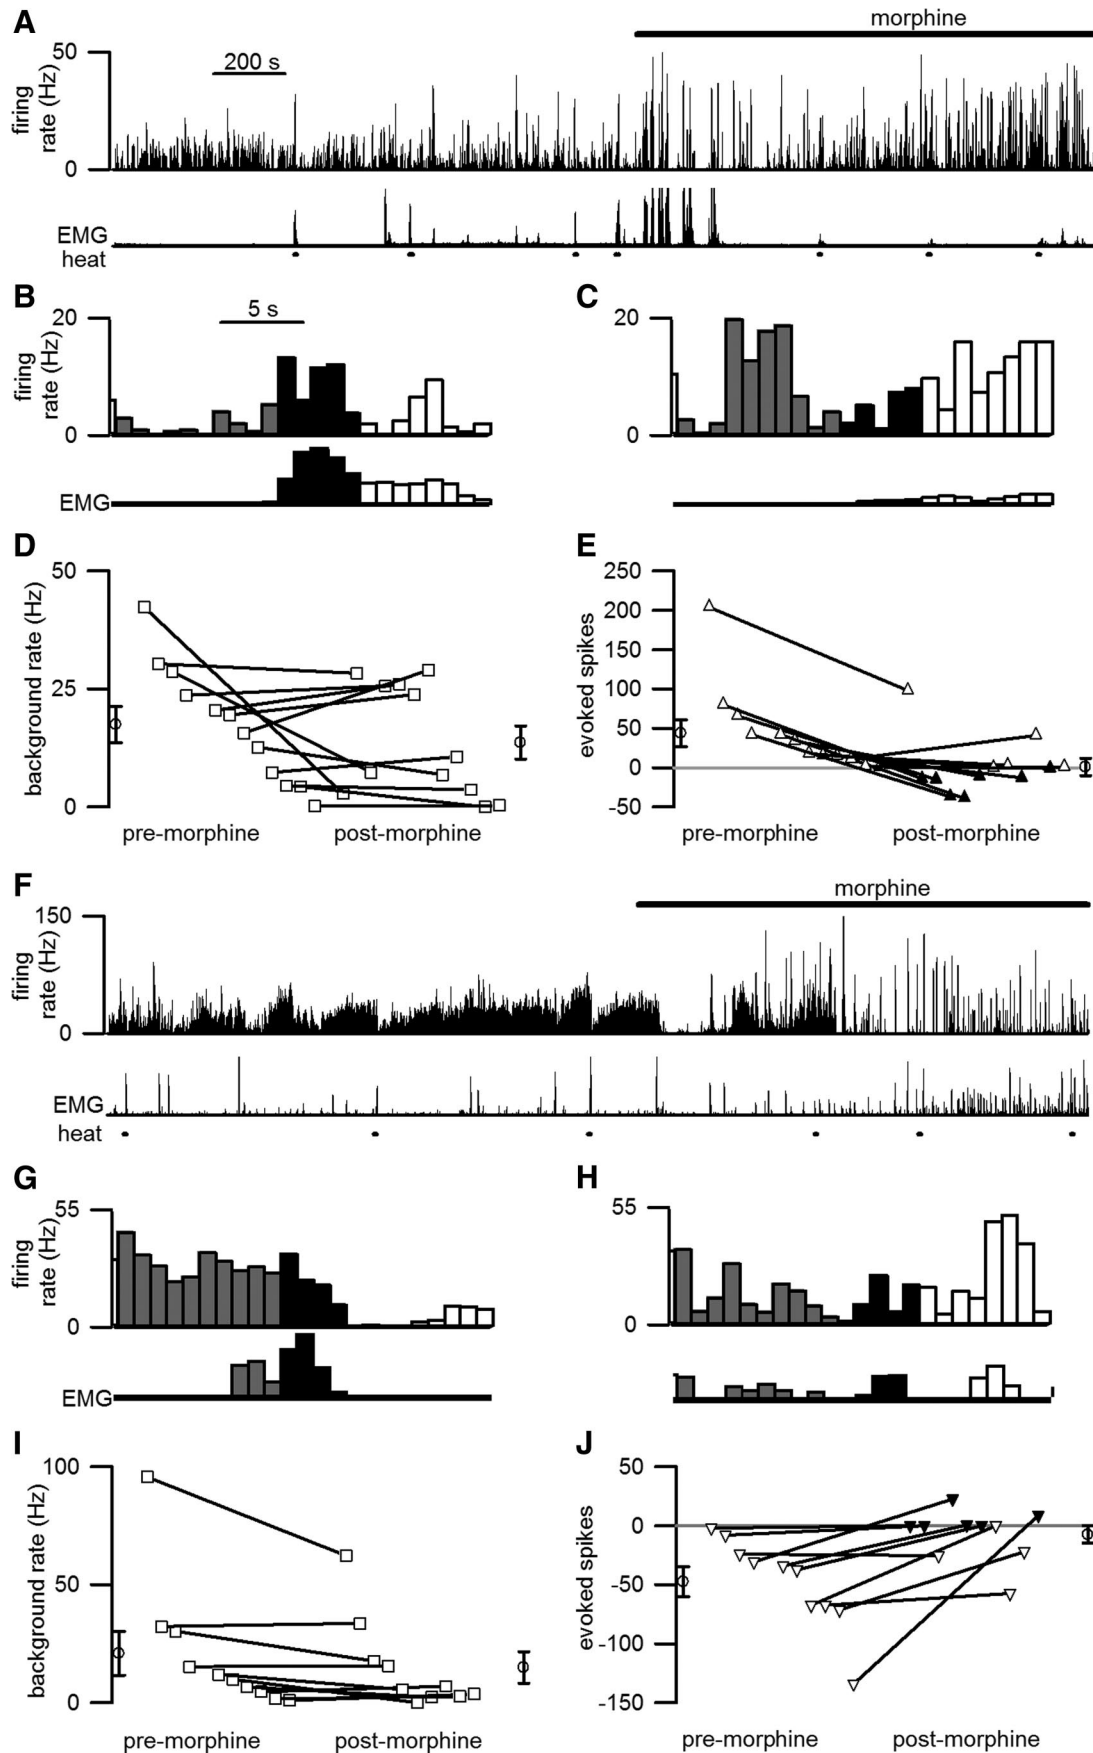 A
morphine
200 s
firing
rate (Hz)
50
0
EMG
heat
B
5 s
firing
rate (Hz)
20
0
EMG
C
20
0
D
background rate (Hz)
50
25
0
pre-morphine
post-morphine
E
evoked spikes
250
200
150
100
50
0
-50
pre-morphine
post-morphine
F
morphine
firing
rate (Hz)
150
0
EMG
heat
G
firing
rate (Hz)
55
0
EMG
H
55
0
I
background rate (Hz)
100
50
0
pre-morphine
post-morphine
J
evoked spikes
50
0
-50
-100
-150
pre-morphine
post-morphine